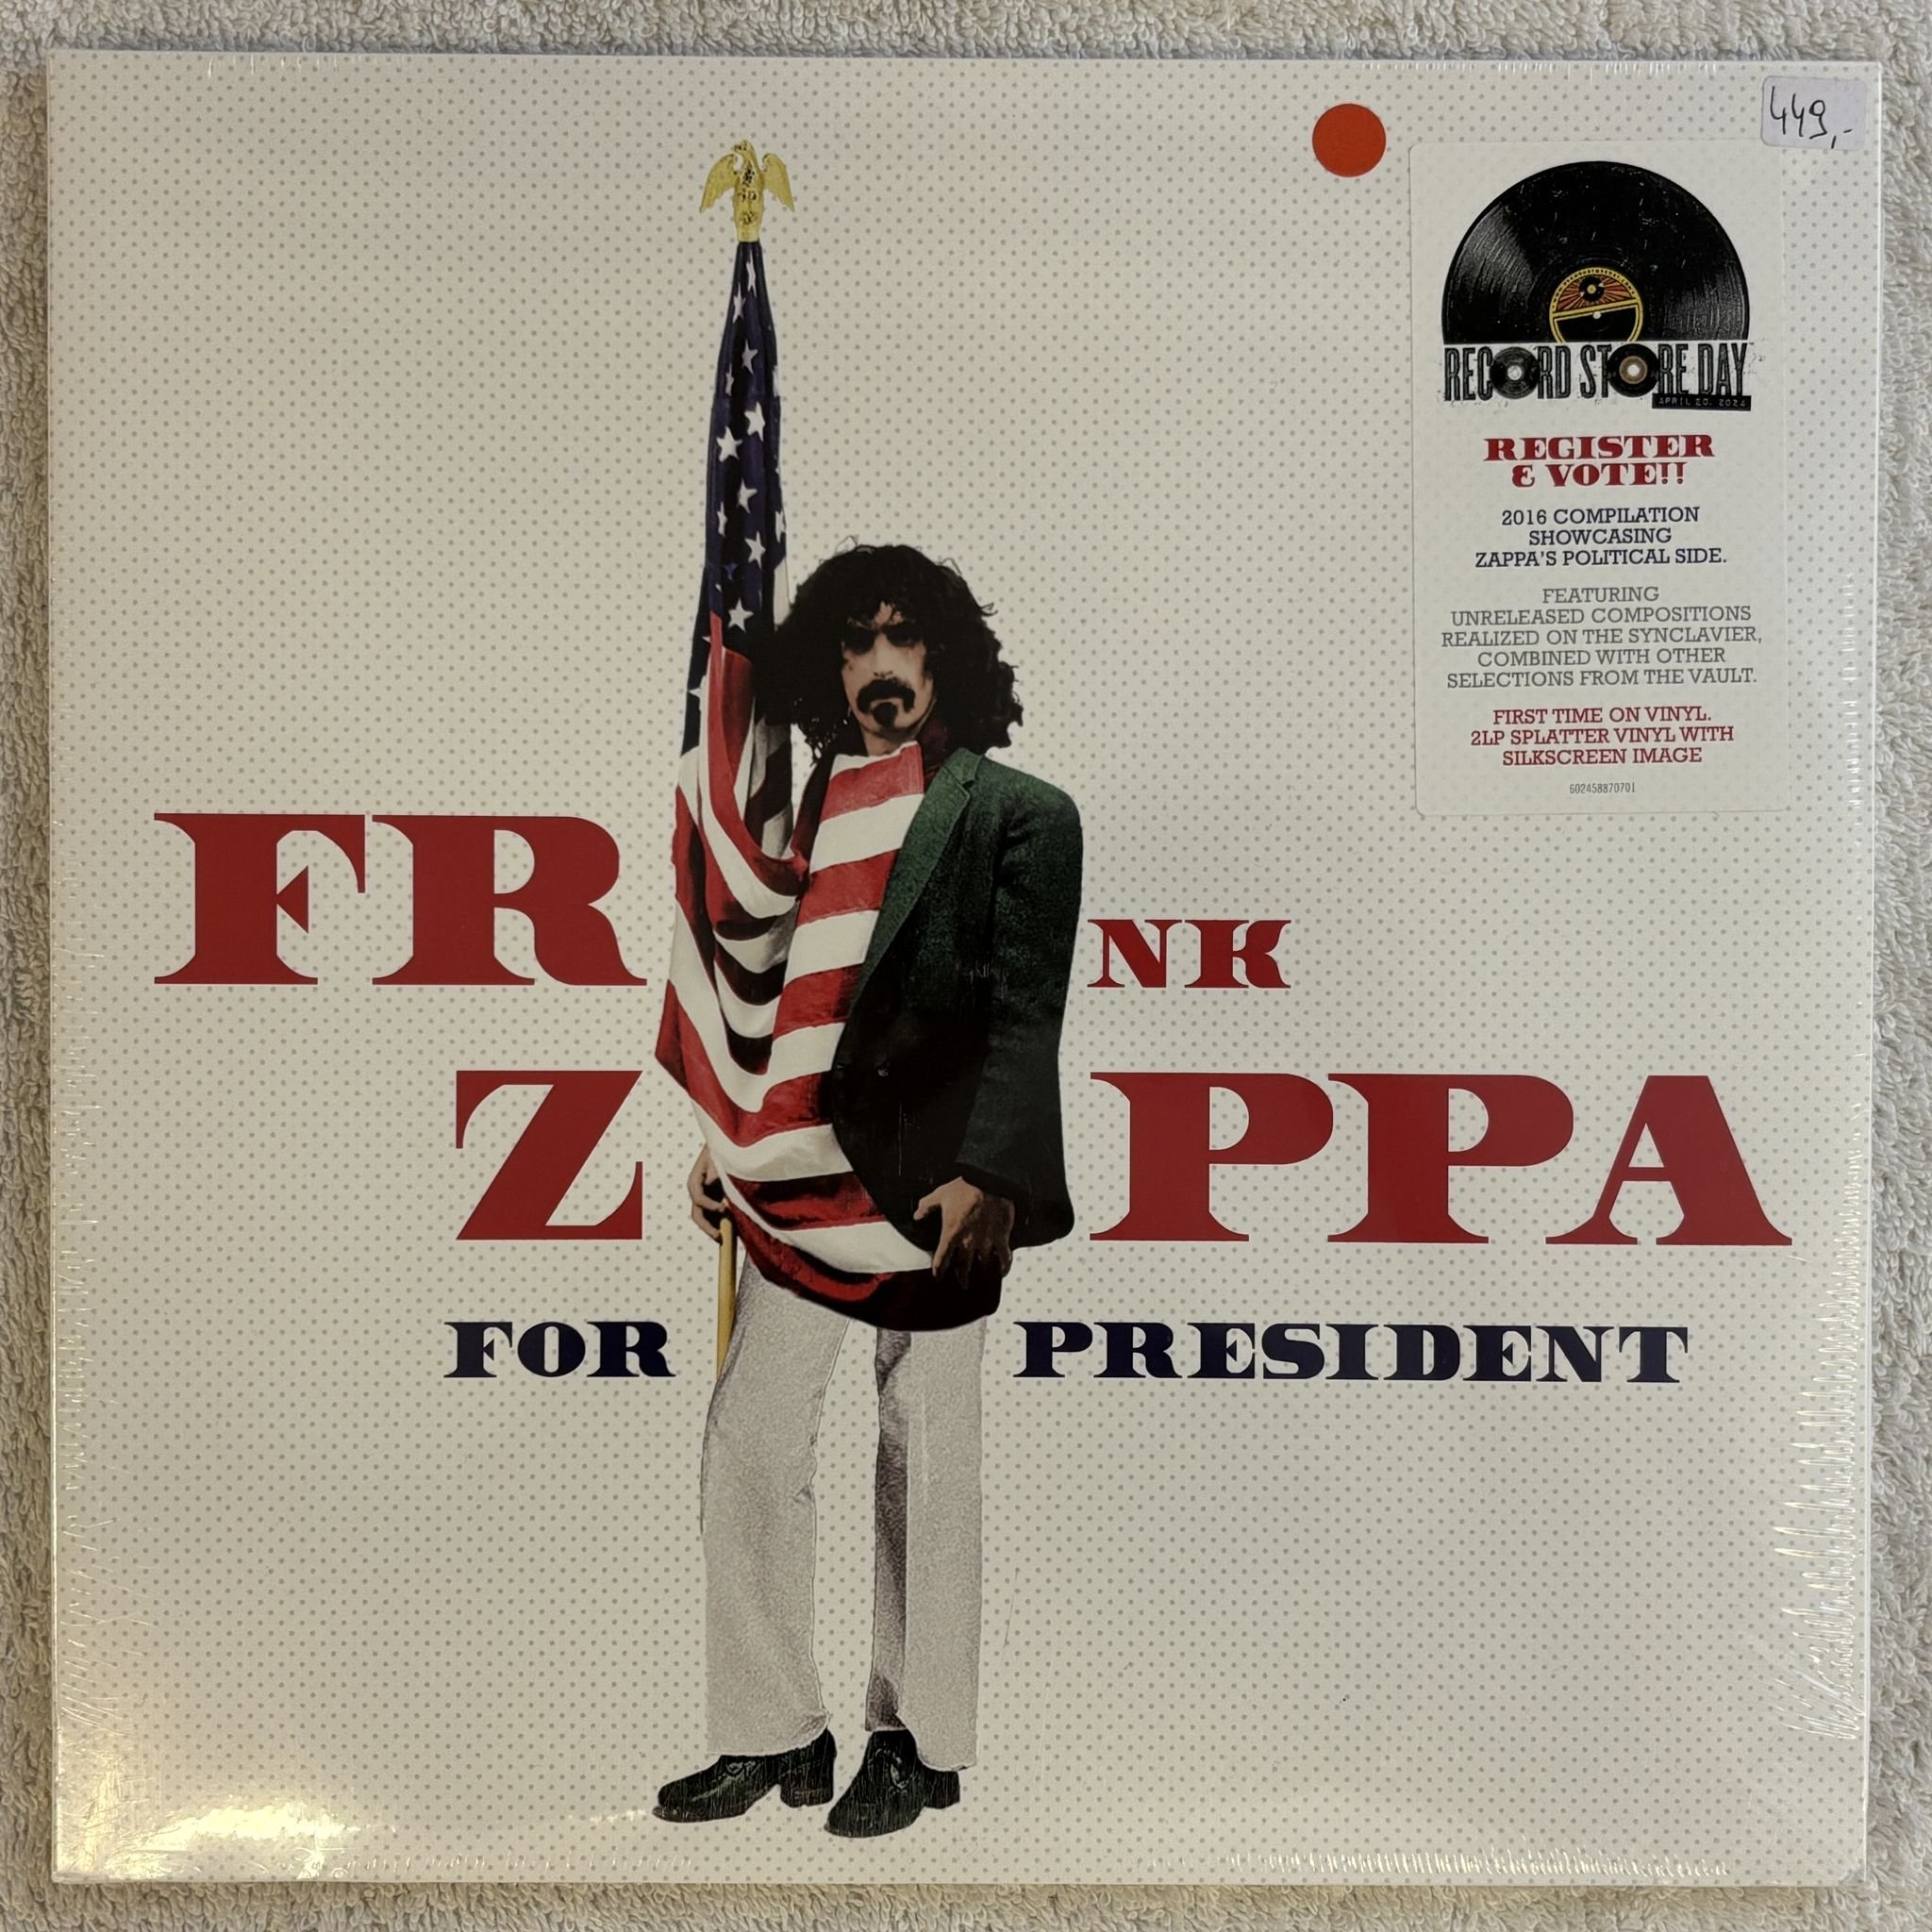 449,-
RECORD STORE DAY
APRIL 20, 2024
REGISTER
& VOTE!!
2016 COMPILATION
SHOWCASING
ZAPPA'S POLITICAL SIDE.
FEATURING
UNRELEASED COMPOSITIONS
REALIZED ON THE SYNCLAVIER,
COMBINED WITH OTHER
SELECTIONS FROM THE VAULT.
FIRST TIME ON VINYL.
2LP SPLATTER VINYL WITH
SILKSCREEN IMAGE
602458870701
FR NK
Z PPA
FOR PRESIDENT